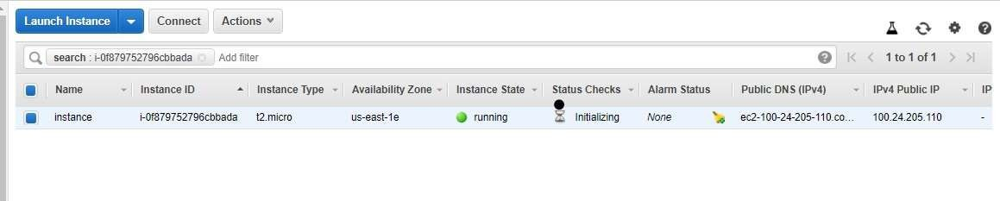 Launch Instance Connect Actions
search : i-0f879752796cbbada Add filter 1 to 1 of 1
Name Instance ID Instance Type Availability Zone Instance State Status Checks Alarm Status Public DNS (IPv4) IPv4 Public IP IP
instance i-0f879752796cbbada t2.micro us-east-1e running Initializing None ec2-100-24-205-110.co... 100.24.205.110 -